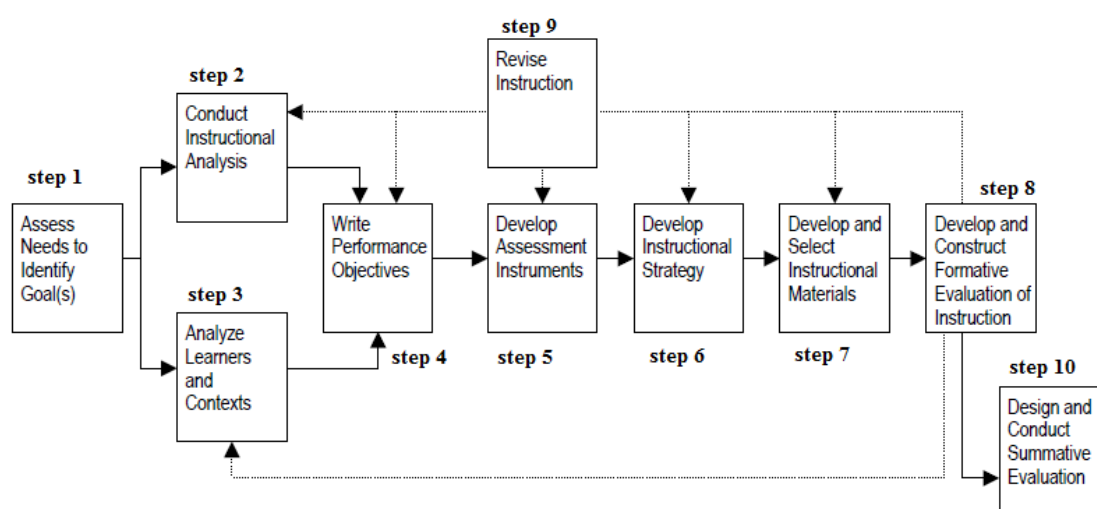 step 9
Revise
Instruction
step 2
Conduct
Instructional
Analysis
step 1
Assess
Needs to
Identify
Goal(s)
step 3
Analyze
Learners
and
Contexts
Write
Performance
Objectives
step 4
Develop
Assessment
Instruments
step 5
Develop
Instructional
Strategy
step 6
Develop and
Select
Instructional
Materials
step 7
step 8
Develop and
Construct
Formative
Evaluation of
Instruction
step 10
Design and
Conduct
Summative
Evaluation